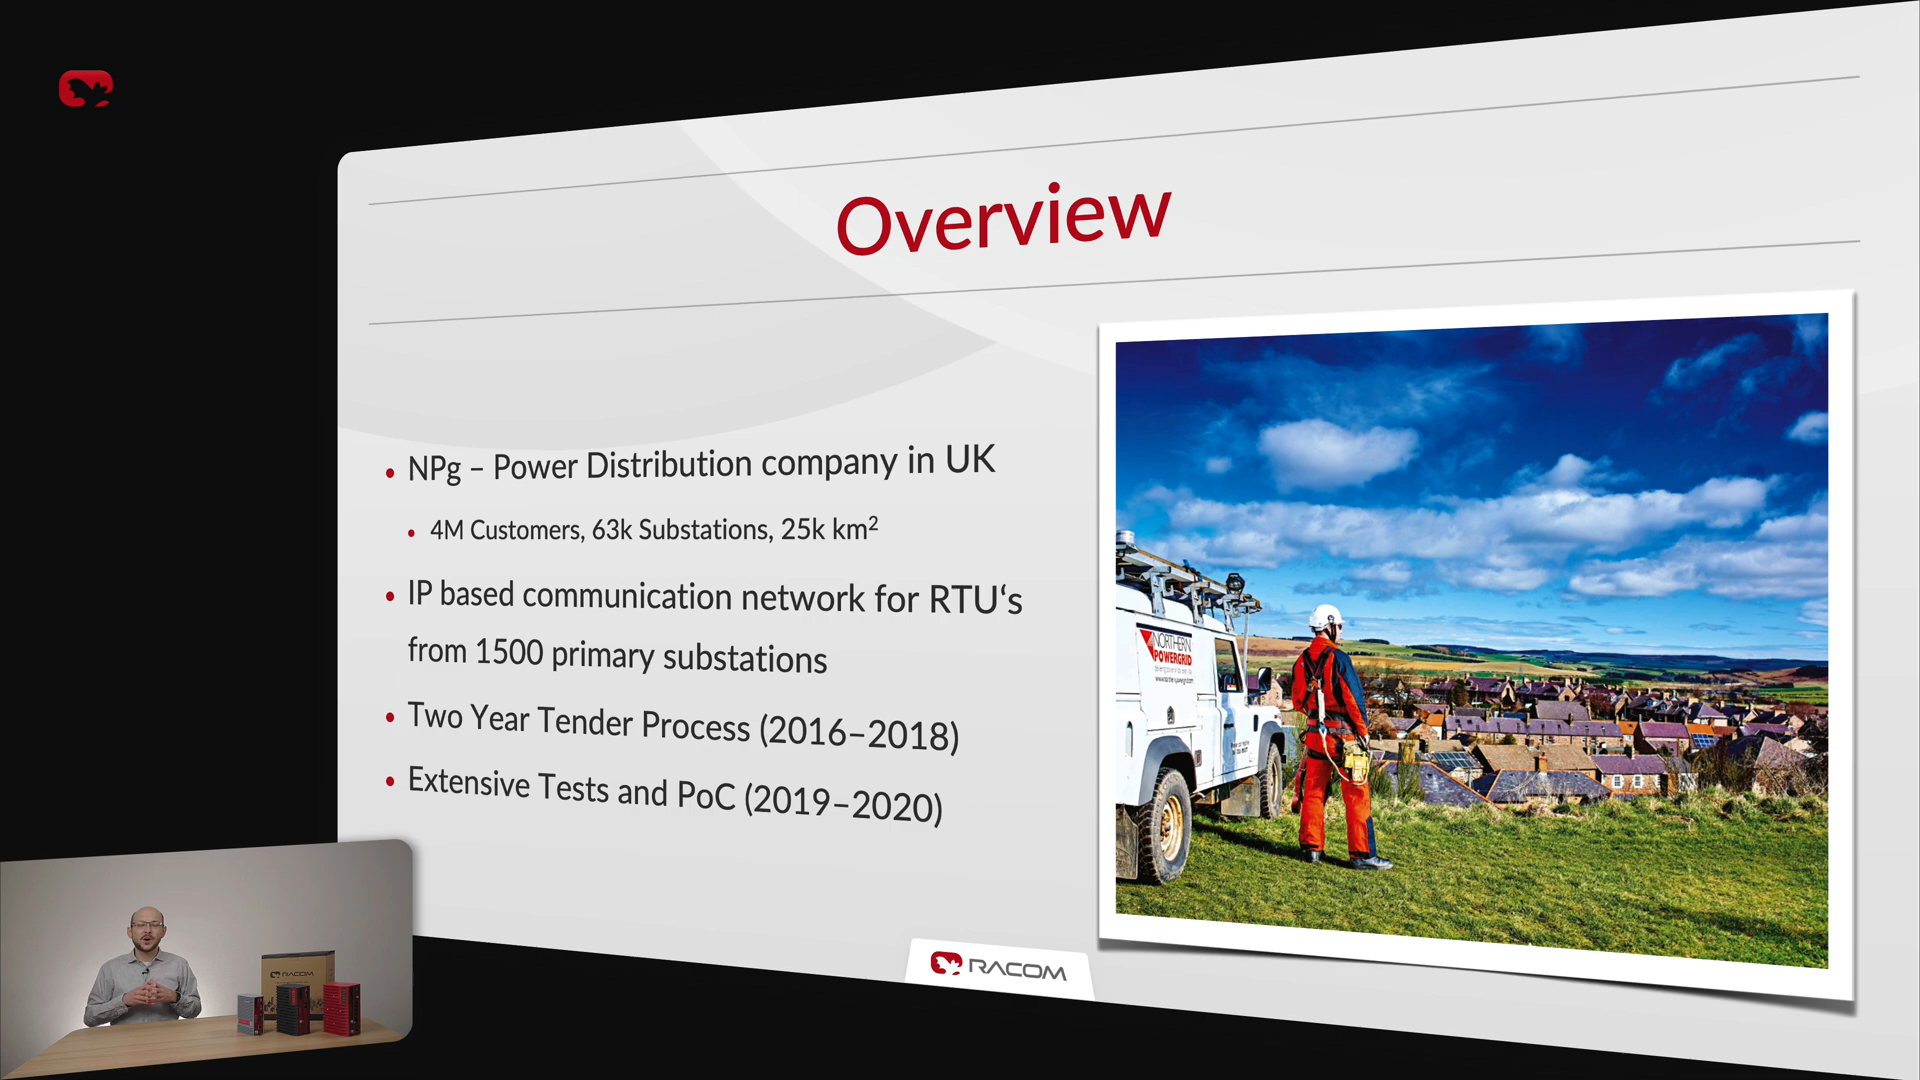 Overview
• NPg – Power Distribution company in UK
• 4M Customers, 63k Substations, 25k km²
• IP based communication network for RTU‘s
from 1500 primary substations
• Two Year Tender Process (2016–2018)
• Extensive Tests and PoC (2019–2020)
NORTHERN
POWERGRID
RACOM
RACOM